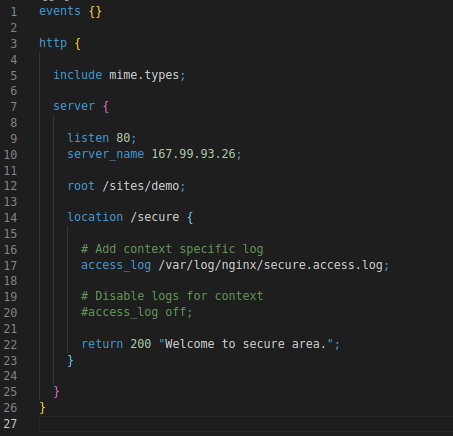 1 events {}
2
3 http {
4
5 include mime.types;
6
7 server {
8
9 listen 80;
10 server_name 167.99.93.26;
11
12 root /sites/demo;
13
14 location /secure {
15
16 # Add context specific log
17 access_log /var/log/nginx/secure.access.log;
18
19 # Disable logs for context
20 #access_log off;
21
22 return 200 "Welcome to secure area.";
23 }
24
25 }
26 }
27